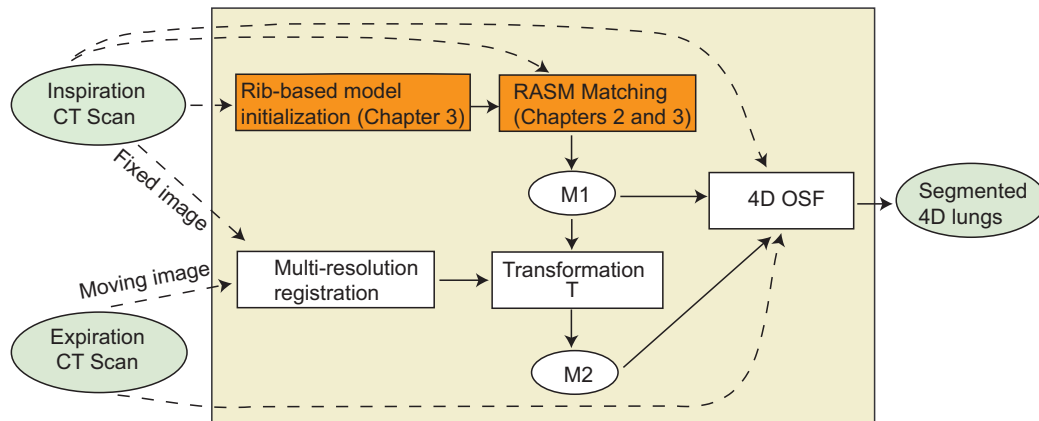 Inspiration
CT Scan
Rib-based model
initialization (Chapter 3)
RASM Matching
(Chapters 2 and 3)
Fixed image
M1
4D OSF
Segmented
4D lungs
Moving image
Multi-resolution
registration
Transformation
T
Expiration
CT Scan
M2